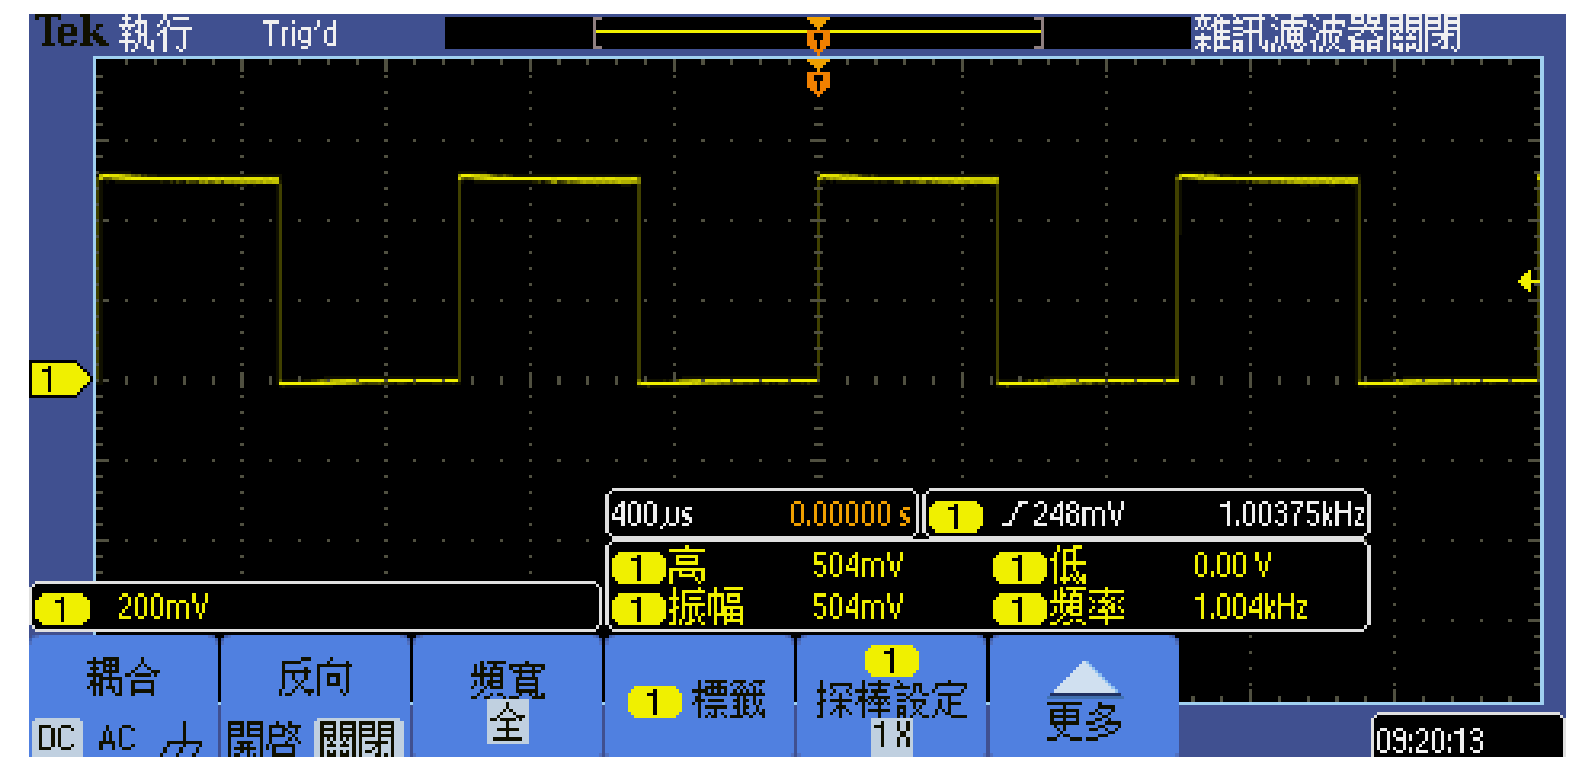 Tek 執行 Trig'd 雜訊濾波器關閉
T
T
1
400µs 0.00000 s 1 248mV 1.00375kHz
1 高 504mV 1 低 0.00 V
1 200mV 1 振幅 504mV 1 頻率 1.004kHz
耦合 反向 頻寬 1 標籤 1 探棒設定 更多
DC AC 開啓 關閉 全 1 X
09:20:13